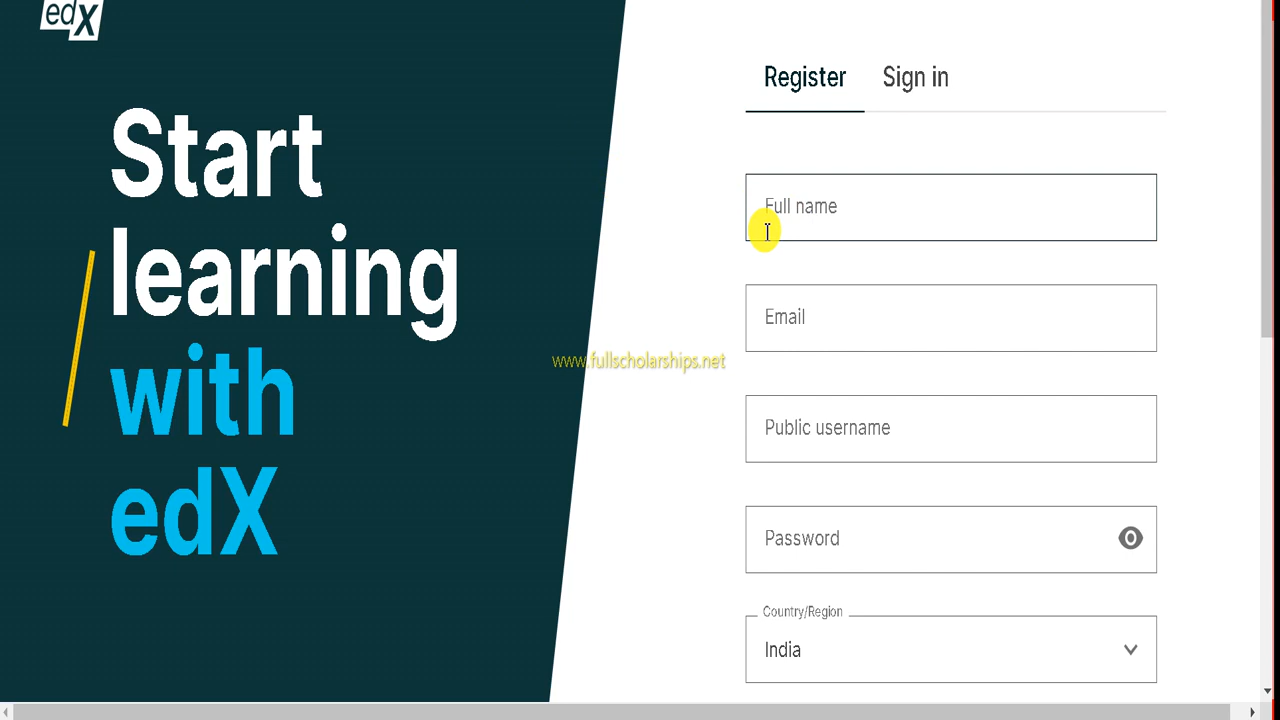 edX
Start
learning
with
edX
Register
Sign in
Full name
Email
www.fullscholarships.net
Public username
Password
Country/Region
India